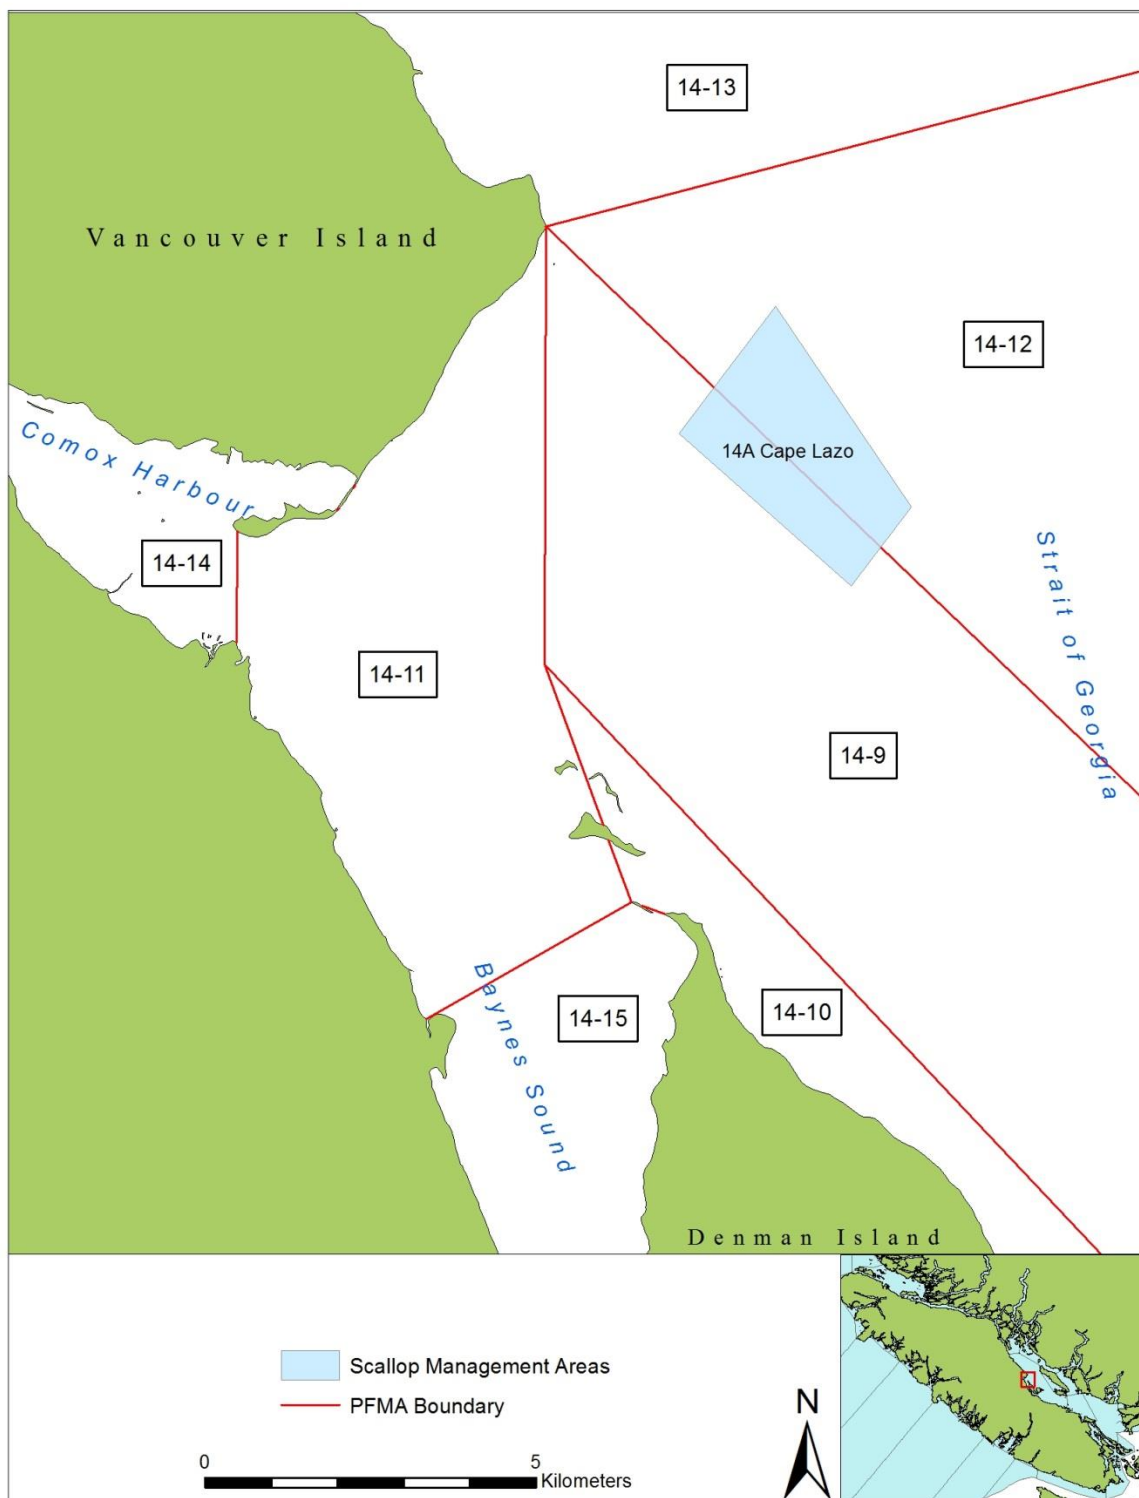 14-13
Vancouver Island
14-12
14A Cape Lazo
Comox Harbour
14-14
Strait of Georgia
14-11
14-9
Baynes Sound
14-15
14-10
Denman Island
Scallop Management Areas
PFMA Boundary
N
0 5
Kilometers